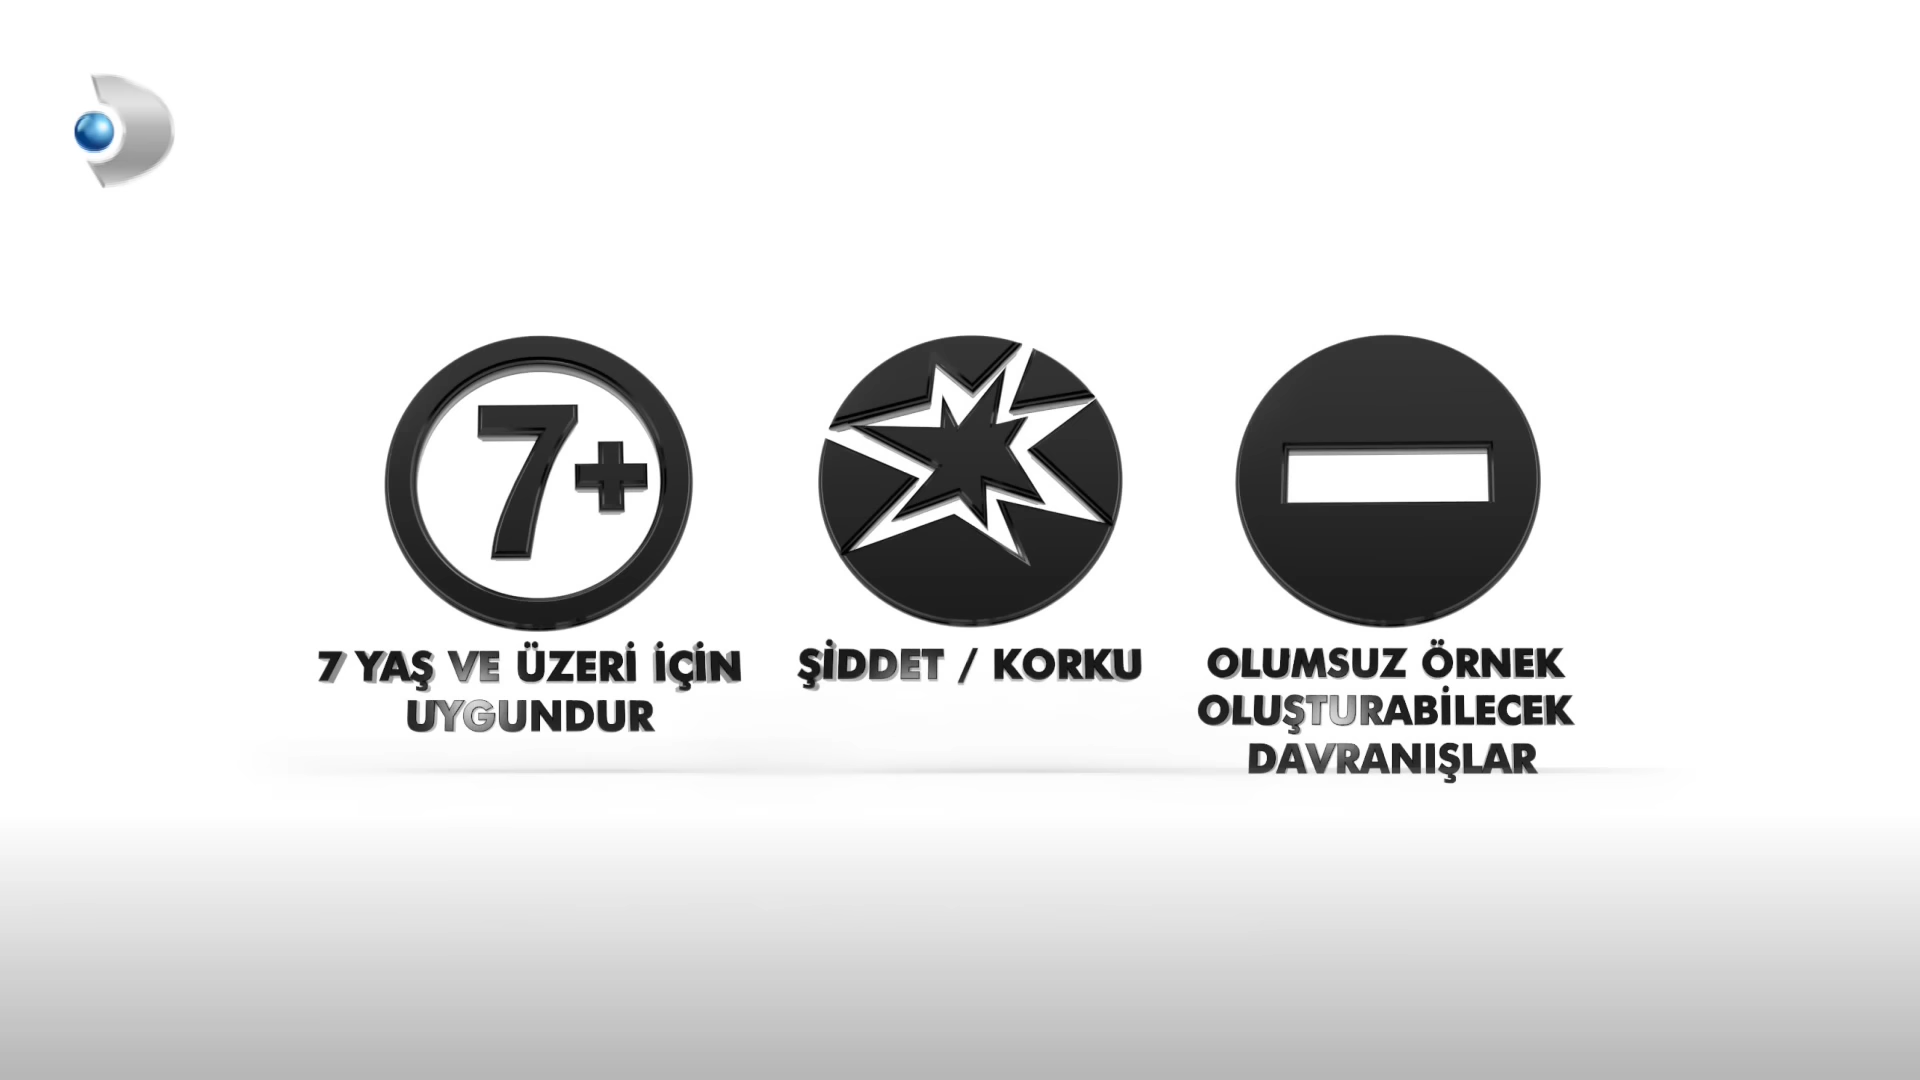 7+
7 YAŞ VE ÜZERİ İÇİN
UYGUNDUR
ŞİDDET / KORKU
OLUMSUZ ÖRNEK
OLUŞTURABİLECEK
DAVRANIŞLAR